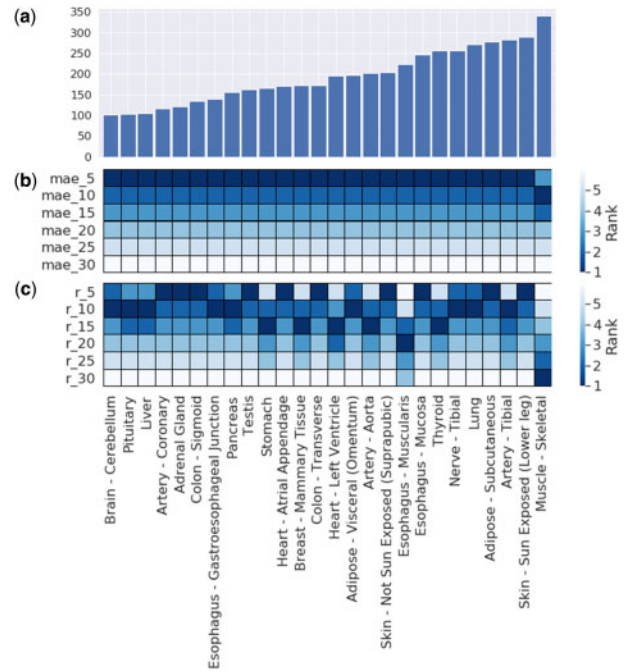 (a)
350
300
250
200
150
100
50
0
(b)
mae_5
mae_10
mae_15
mae_20
mae_25
mae_30
5
4
3
2
1
Rank
(c)
r_5
r_10
r_15
r_20
r_25
r_30
5
4
3
2
1
Rank
Brain - Cerebellum
Pituitary
Liver
Artery - Coronary
Adrenal Gland
Colon - Sigmoid
Esophagus - Gastroesophageal Junction
Pancreas
Testis
Stomach
Heart - Atrial Appendage
Breast - Mammary Tissue
Colon - Transverse
Heart - Left Ventricle
Adipose - Visceral (Omentum)
Artery - Aorta
Skin - Not Sun Exposed (Suprapubic)
Esophagus - Muscularis
Esophagus - Mucosa
Thyroid
Nerve - Tibial
Lung
Adipose - Subcutaneous
Artery - Tibial
Skin - Sun Exposed (Lower leg)
Muscle - Skeletal